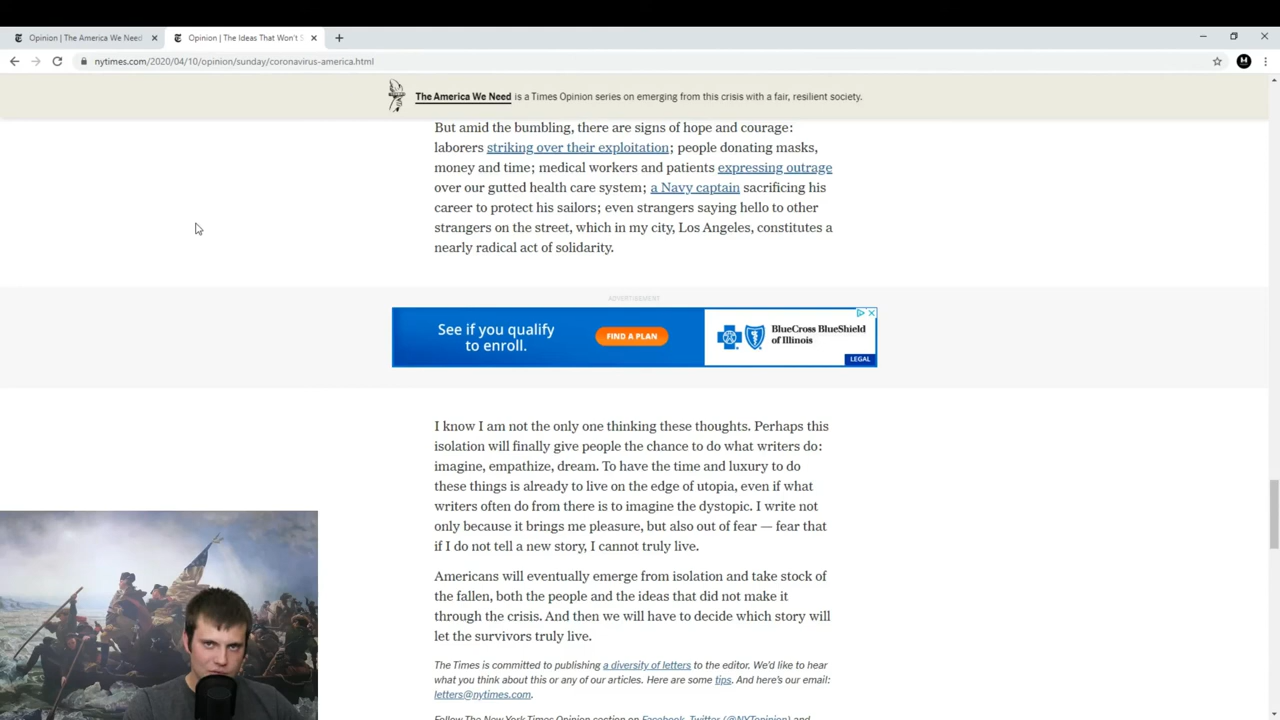 Opinion | The America We Need
Opinion | The Ideas That Won't S
nytimes.com/2020/04/10/opinion/sunday/coronavirus-america.html
The America We Need is a Times Opinion series on emerging from this crisis with a fair, resilient society.
But amid the bumbling, there are signs of hope and courage:
laborers striking over their exploitation; people donating masks,
money and time; medical workers and patients expressing outrage
over our gutted health care system; a Navy captain sacrificing his
career to protect his sailors; even strangers saying hello to other
strangers on the street, which in my city, Los Angeles, constitutes a
nearly radical act of solidarity.
ADVERTISEMENT
See if you qualify
to enroll.
FIND A PLAN
BlueCross BlueShield
of Illinois
LEGAL
I know I am not the only one thinking these thoughts. Perhaps this
isolation will finally give people the chance to do what writers do:
imagine, empathize, dream. To have the time and luxury to do
these things is already to live on the edge of utopia, even if what
writers often do from there is to imagine the dystopic. I write not
only because it brings me pleasure, but also out of fear — fear that
if I do not tell a new story, I cannot truly live.
Americans will eventually emerge from isolation and take stock of
the fallen, both the people and the ideas that did not make it
through the crisis. And then we will have to decide which story will
let the survivors truly live.
The Times is committed to publishing a diversity of letters to the editor. We'd like to hear
what you think about this or any of our articles. Here are some tips. And here's our email:
letters@nytimes.com.
Follow The New York Times Opinion section on Facebook, Twitter (@NYTopinion) and